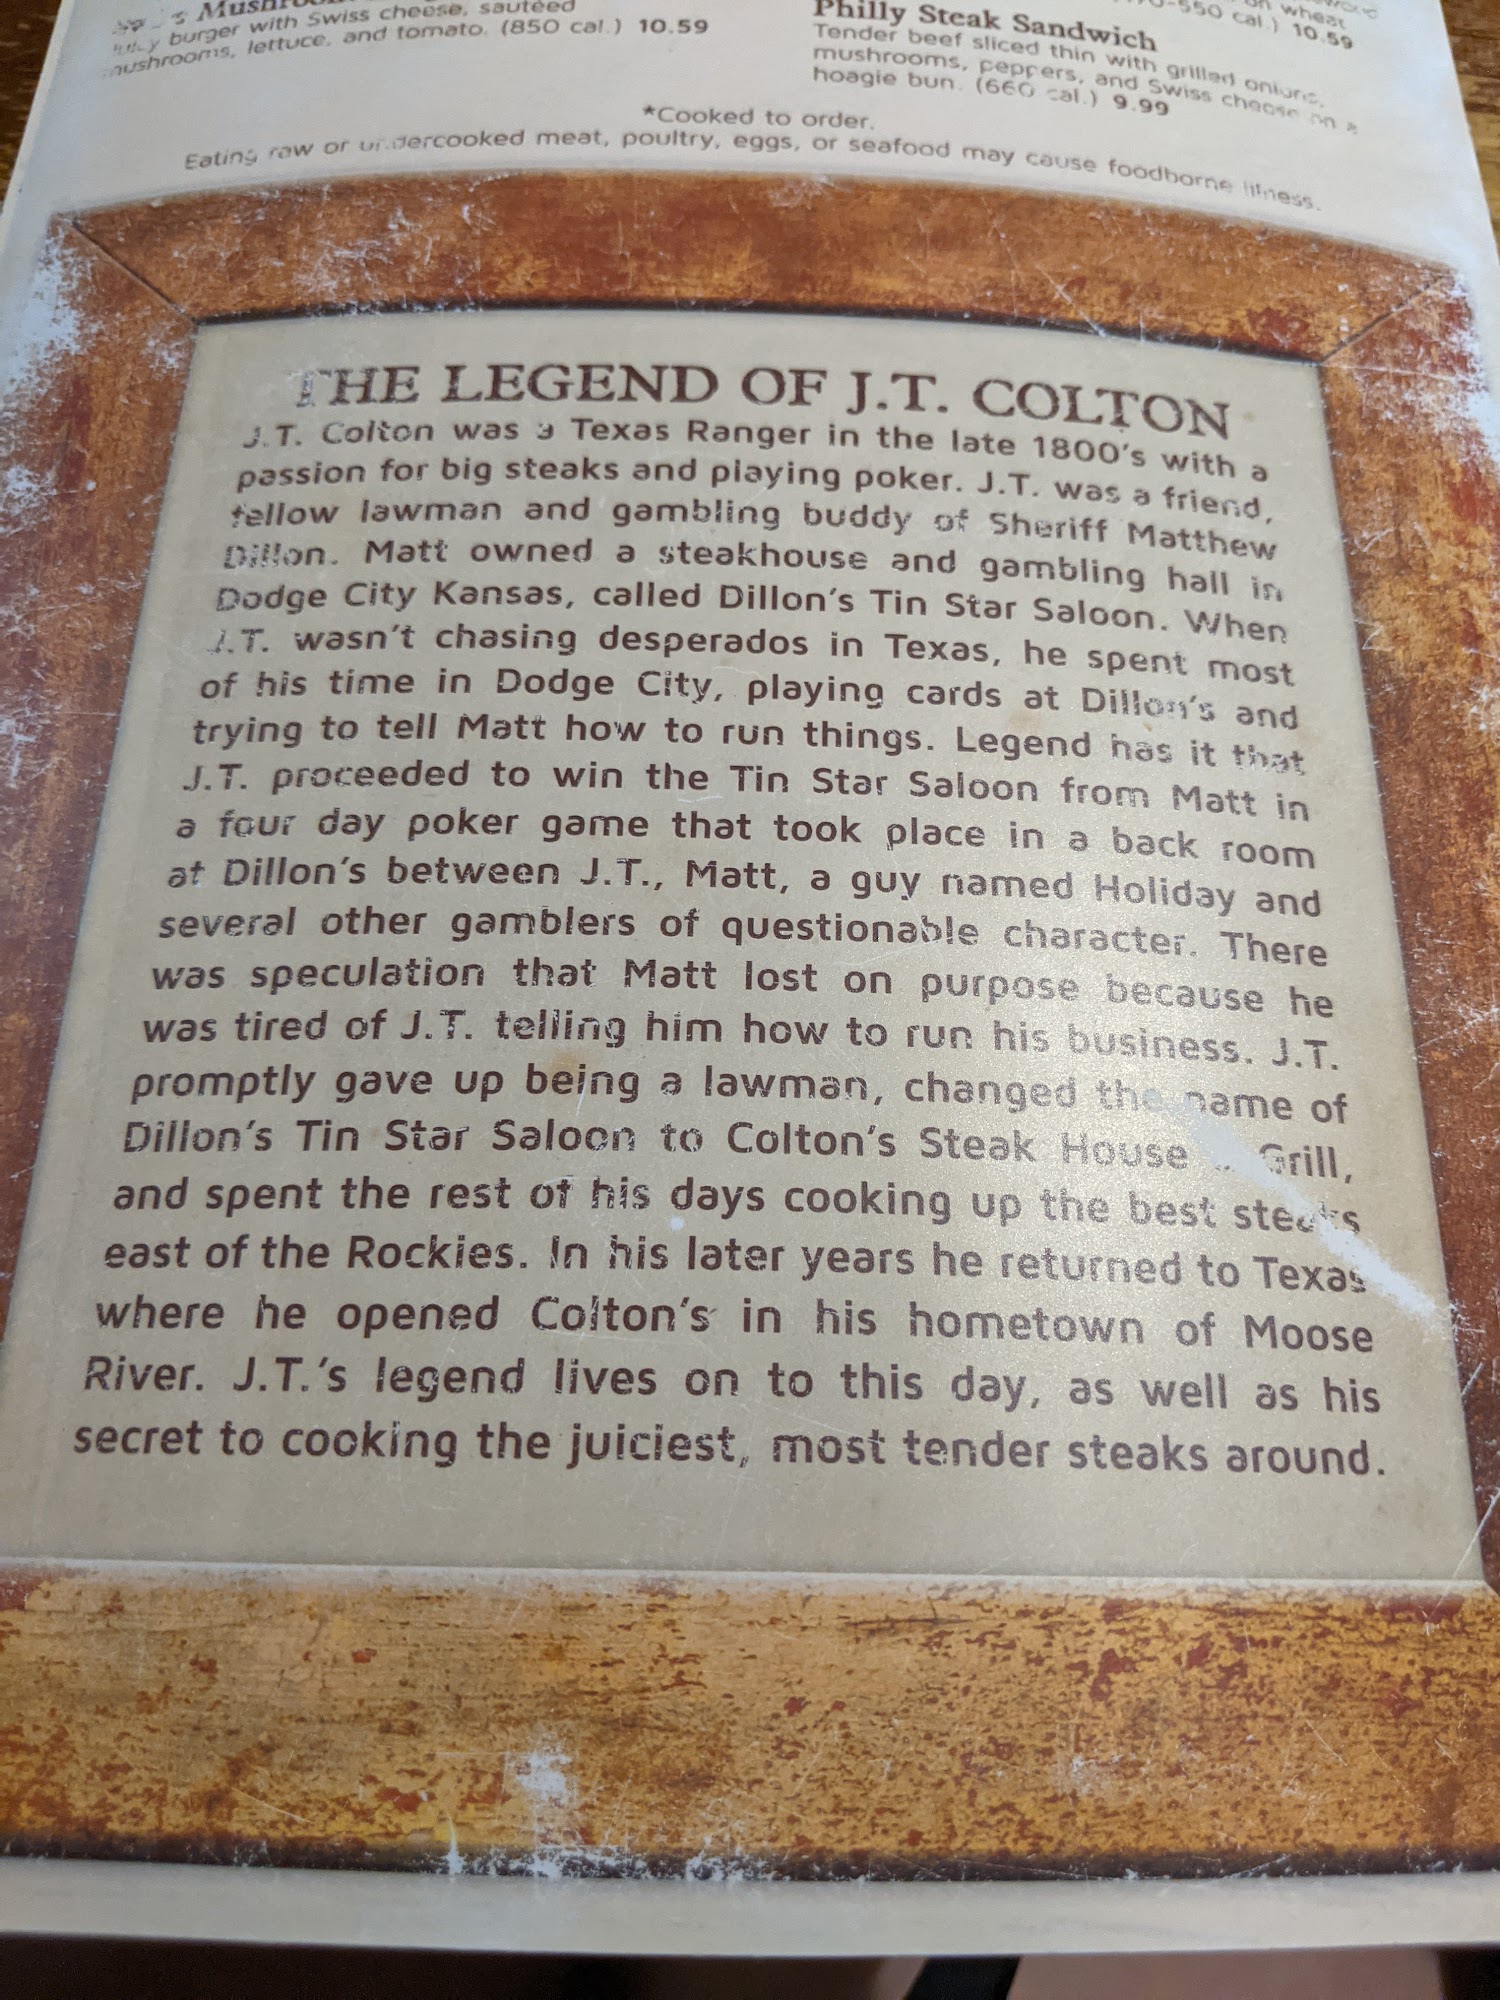 Mushroom
burger with Swiss cheese, sautéed
mushrooms, lettuce, and tomato. (850 cal.) 10.59
on wheat
550 cal.) 10.59
Philly Steak Sandwich
Tender beef sliced thin with grilled onions,
mushrooms, peppers, and Swiss cheese on a
hoagie bun. (660 cal.) 9.99
*Cooked to order.
Eating raw or undercooked meat, poultry, eggs, or seafood may cause foodborne illness.
THE LEGEND OF J.T. COLTON
J.T. Colton was a Texas Ranger in the late 1800's with a
passion for big steaks and playing poker. J.T. was a friend,
fellow lawman and gambling buddy of Sheriff Matthew
Dillon. Matt owned a steakhouse and gambling hall in
Dodge City Kansas, called Dillon's Tin Star Saloon. When
J.T. wasn't chasing desperados in Texas, he spent most
of his time in Dodge City, playing cards at Dillon's and
trying to tell Matt how to run things. Legend has it that
J.T. proceeded to win the Tin Star Saloon from Matt in
a four day poker game that took place in a back room
at Dillon's between J.T., Matt, a guy named Holiday and
several other gamblers of questionable character. There
was speculation that Matt lost on purpose because he
was tired of J.T. telling him how to run his business. J.T.
promptly gave up being a lawman, changed the name of
Dillon's Tin Star Saloon to Colton's Steak House Grill,
and spent the rest of his days cooking up the best steaks
east of the Rockies. In his later years he returned to Texas
where he opened Colton's in his hometown of Moose
River. J.T.'s legend lives on to this day, as well as his
secret to cooking the juiciest, most tender steaks around.